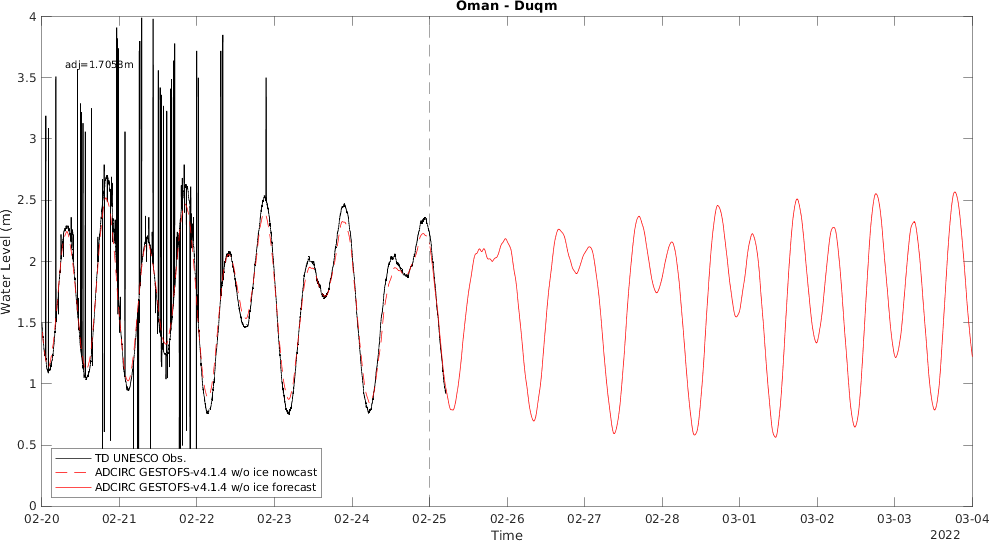 Oman - Duqm
4
adj=1.7053m
3.5
3
2.5
Water Level (m)
2
1.5
1
0.5
TD UNESCO Obs.
ADCIRC GESTOFS-v4.1.4 w/o ice nowcast
ADCIRC GESTOFS-v4.1.4 w/o ice forecast
0
02-20 02-21 02-22 02-23 02-24 02-25 02-26 02-27 02-28 03-01 03-02 03-03 03-04
Time
2022